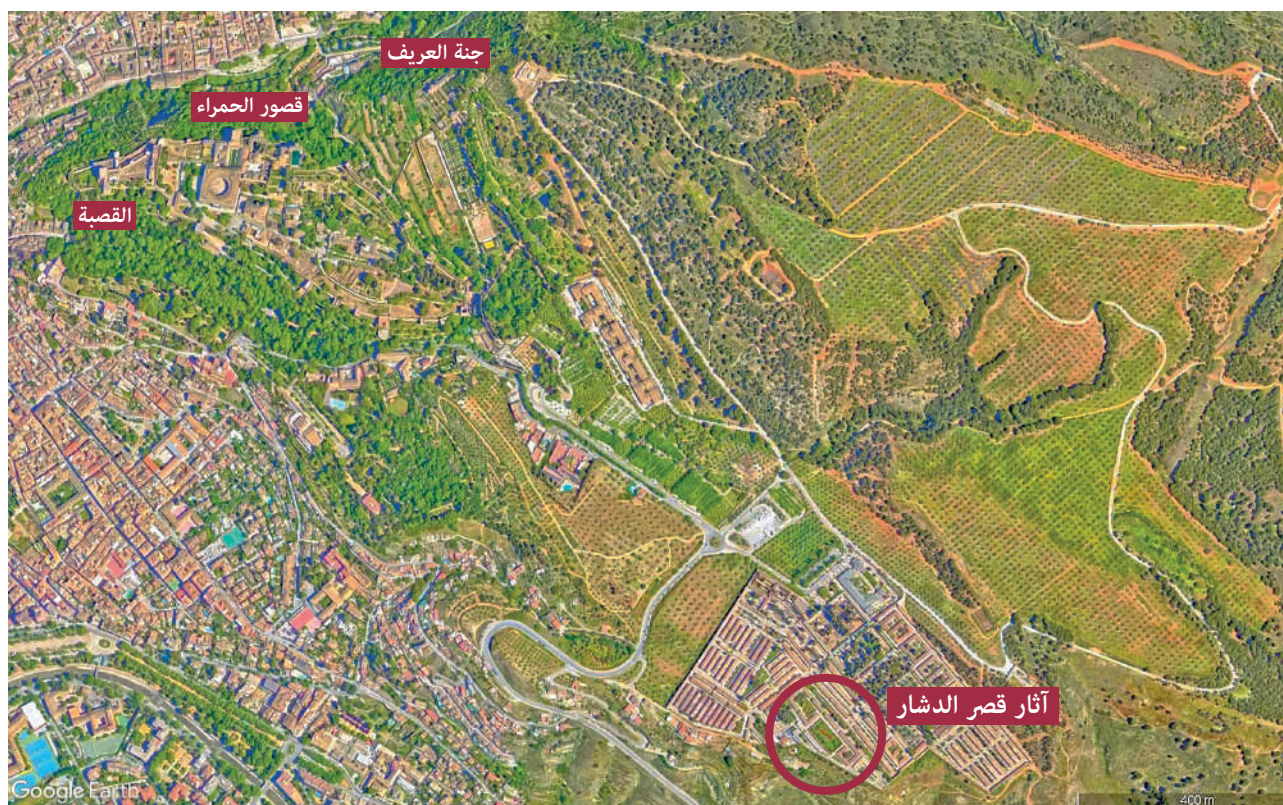 جنة العريف
قصور الحمراء
القصبة
آثار قصر الدشار
Google Earth
400 m